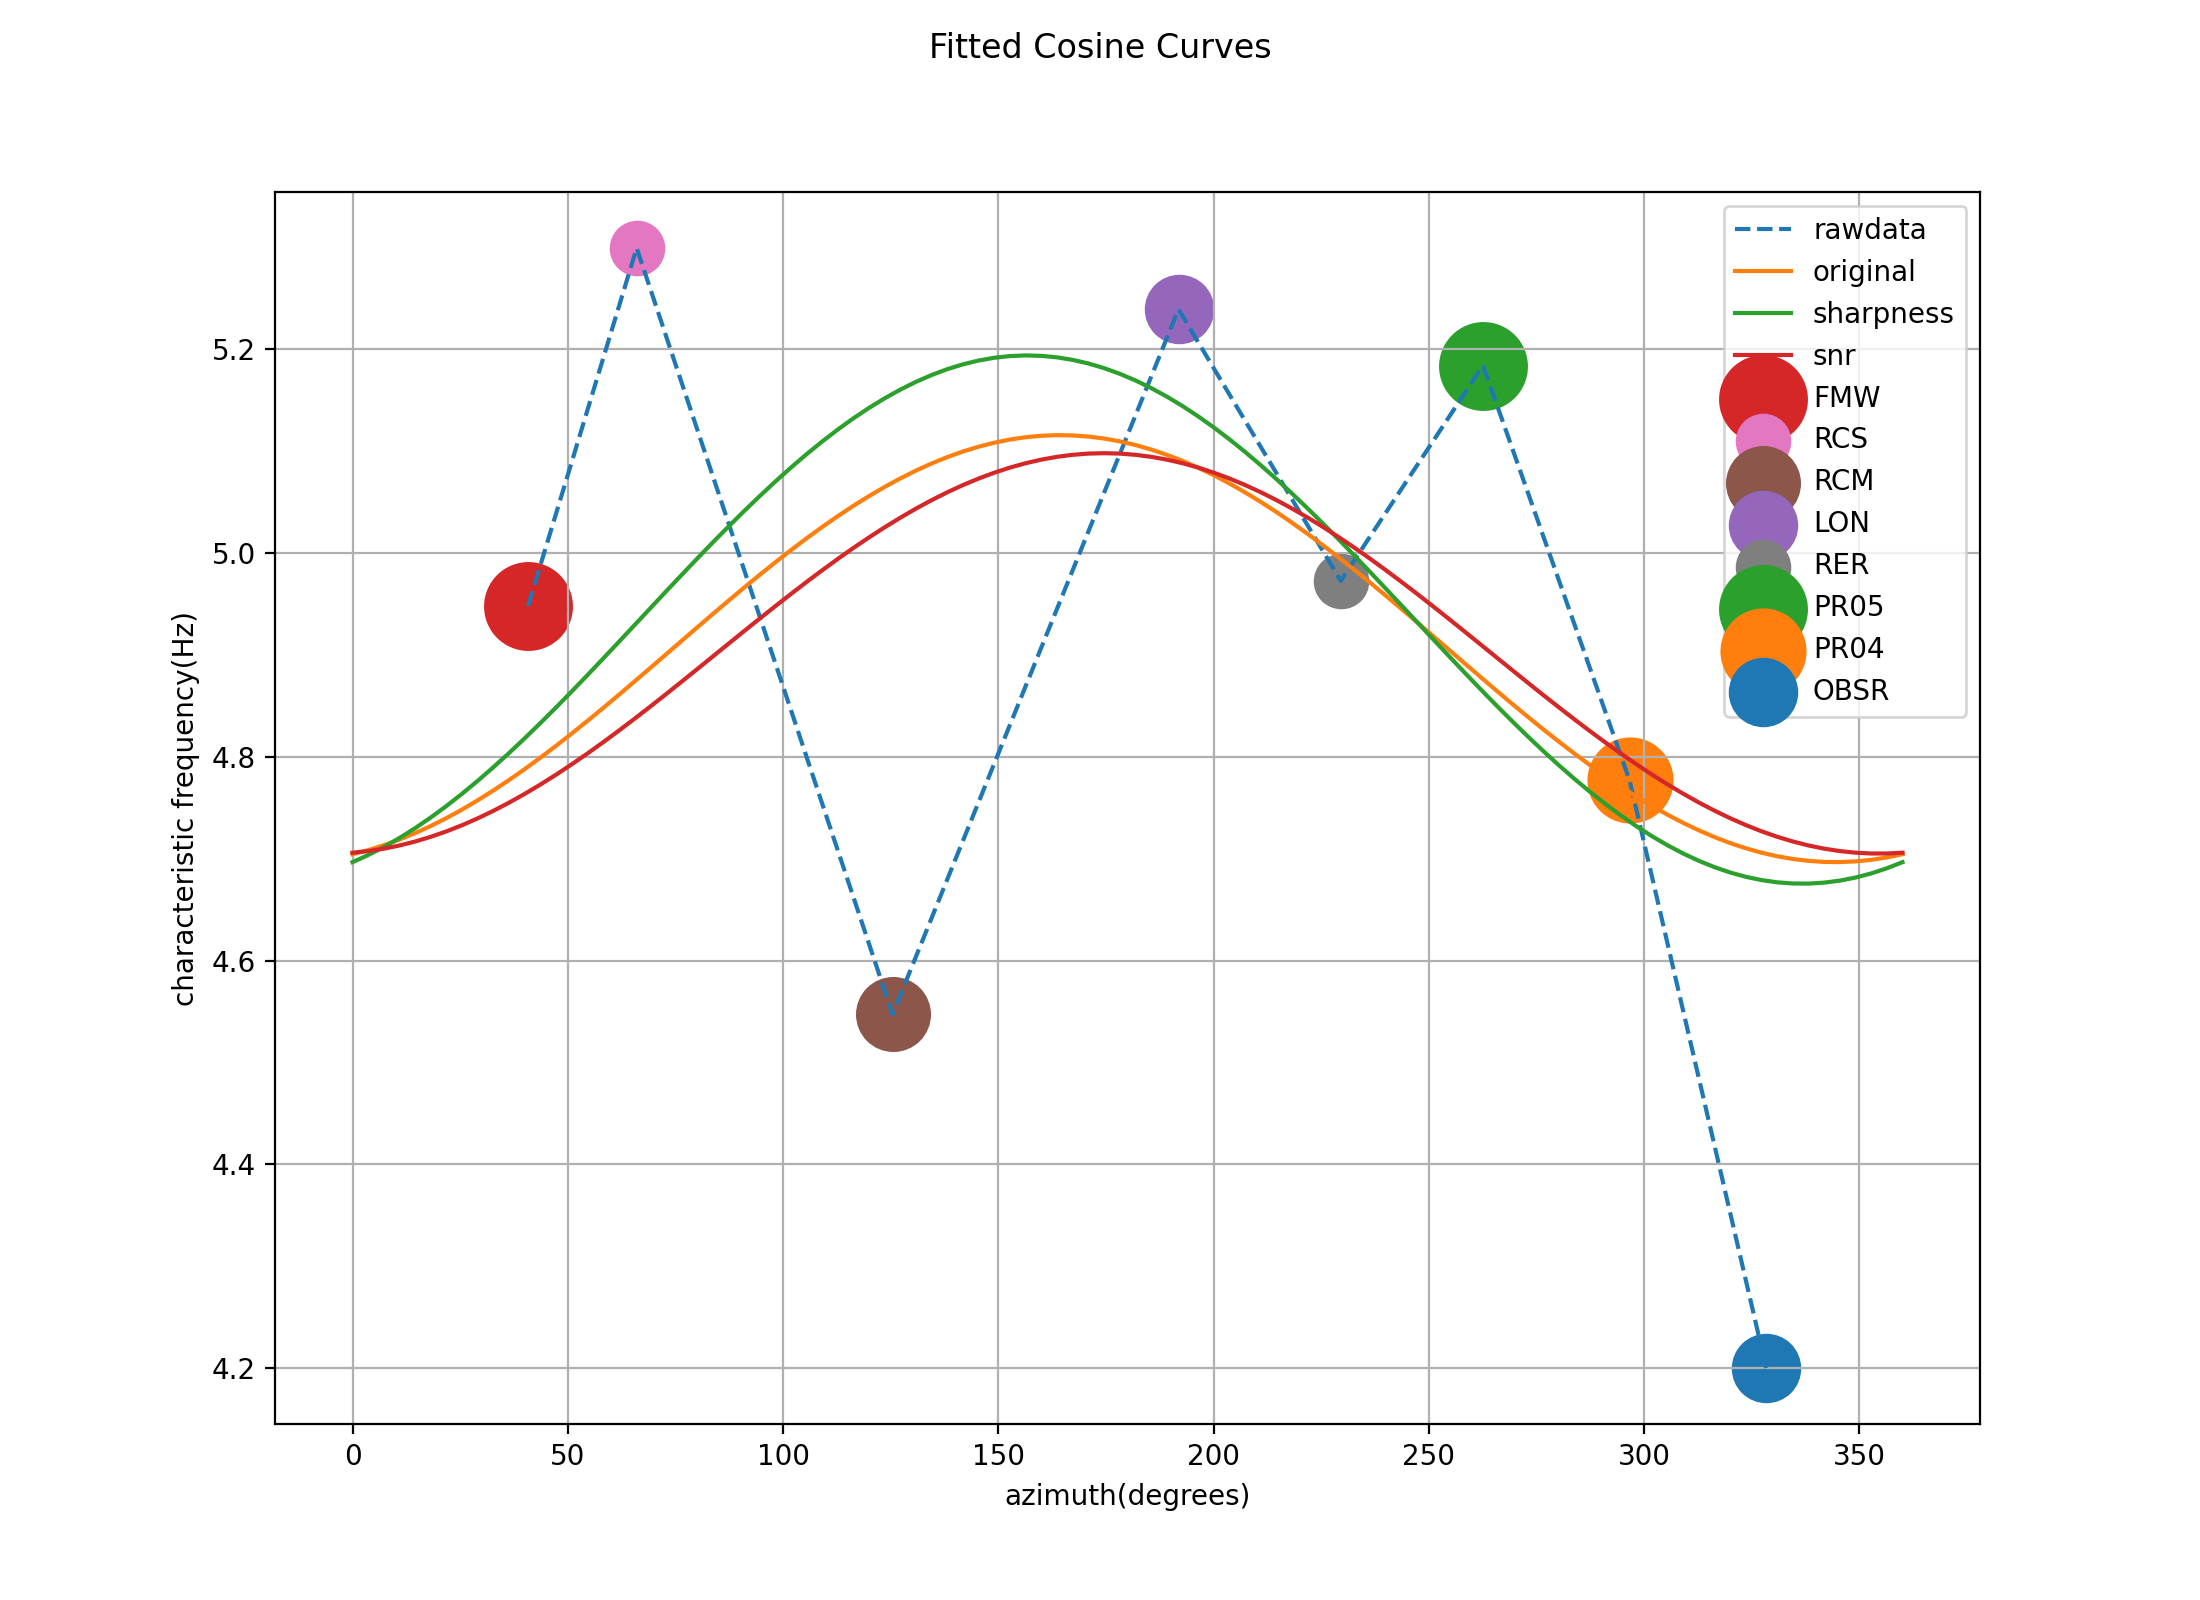 Fitted Cosine Curves
rawdata
original
sharpness
snr
FMW
RCS
RCM
LON
RER
PR05
PR04
OBSR
characteristic frequency(Hz)
5.2
5.0
4.8
4.6
4.4
4.2
0 50 100 150 200 250 300 350
azimuth(degrees)